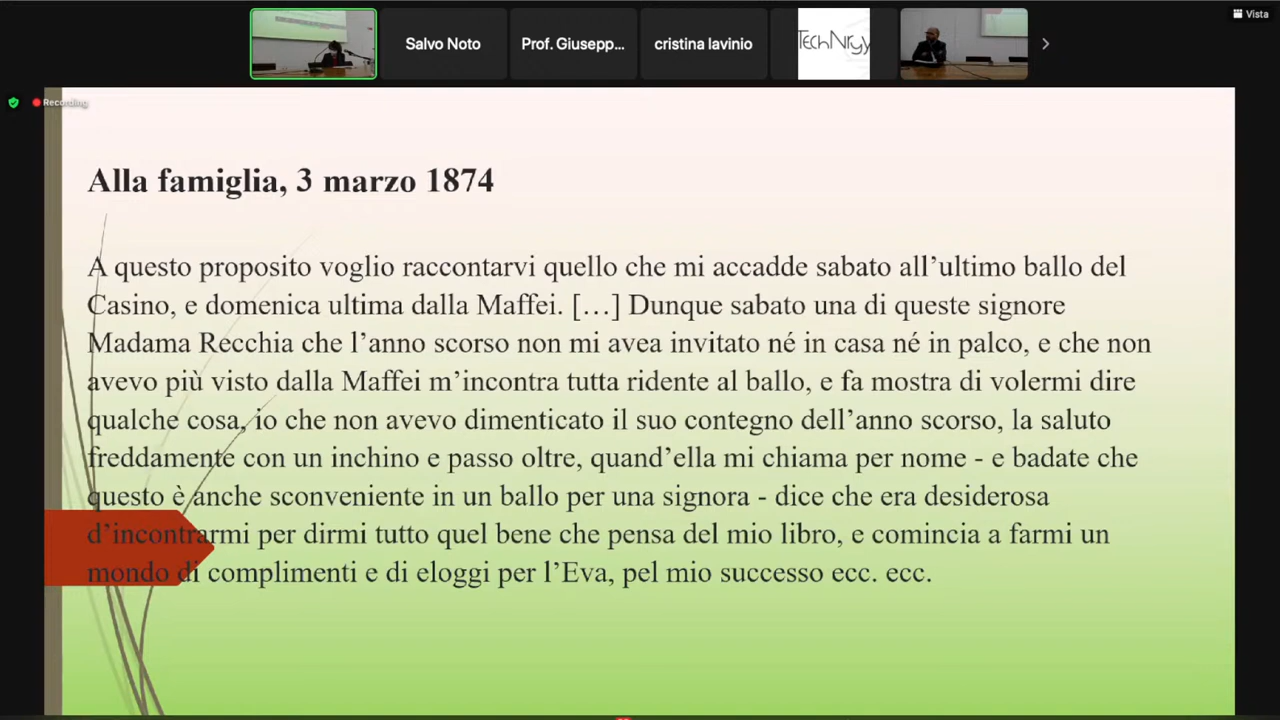 Vista
Salvo Noto
Prof. Giusepp...
cristina lavinio
TechNrgy
Recording
Alla famiglia, 3 marzo 1874
A questo proposito voglio raccontarvi quello che mi accadde sabato all’ultimo ballo del
Casino, e domenica ultima dalla Maffei. […] Dunque sabato una di queste signore
Madama Recchia che l’anno scorso non mi avea invitato né in casa né in palco, e che non
avevo più visto dalla Maffei m’incontra tutta ridente al ballo, e fa mostra di volermi dire
qualche cosa, io che non avevo dimenticato il suo contegno dell’anno scorso, la saluto
freddamente con un inchino e passo oltre, quand’ella mi chiama per nome - e badate che
questo è anche sconveniente in un ballo per una signora - dice che era desiderosa
d’incontrarmi per dirmi tutto quel bene che pensa del mio libro, e comincia a farmi un
mondo di complimenti e di eloggi per l’Eva, pel mio successo ecc. ecc.